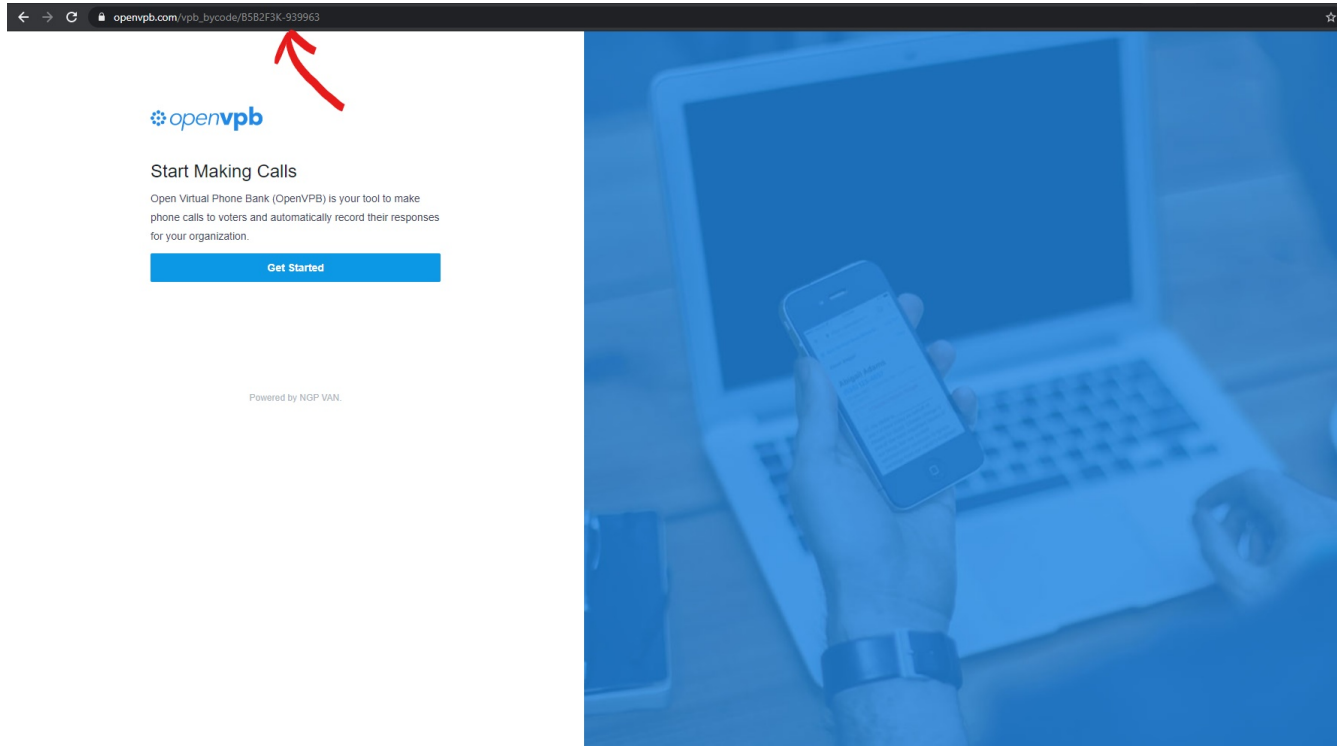 openvpb.com/vpb_bycode/B5B2F3K-939963
openvpb
Start Making Calls
Open Virtual Phone Bank (OpenVPB) is your tool to make
phone calls to voters and automatically record their responses
for your organization.
Get Started
Powered by NGP VAN.